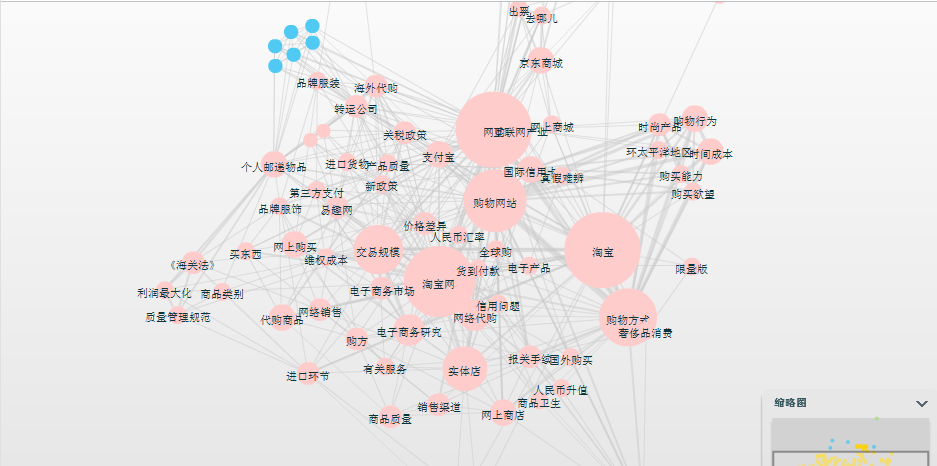 出票
去哪儿
京东商城
品牌服装
海外代购
转运公司
关税政策
网上商城
时尚产品
购物行为
支付宝
环太平洋地区
时间成本
个人邮递物品
进口货物
产品质量
国际信用卡
真假难辨
购买能力
新政策
第三方支付
购买欲望
品牌服饰
易趣网
购物网站
价格差异
人民币汇率
网上购买
买东西
交易规模
全球购
淘宝
维权成本
《海关法》
货到付款
电子产品
限量版
淘宝网
利润最大化
商品类别
电子商务市场
信用问题
质量管理规范
代购商品
网络销售
网络代购
购物方式
电子商务研究
奢侈品消费
购方
报关手续
国外购买
有关服务
实体店
进口环节
人民币升值
商品卫生
销售渠道
网上商店
商品质量
缩略图